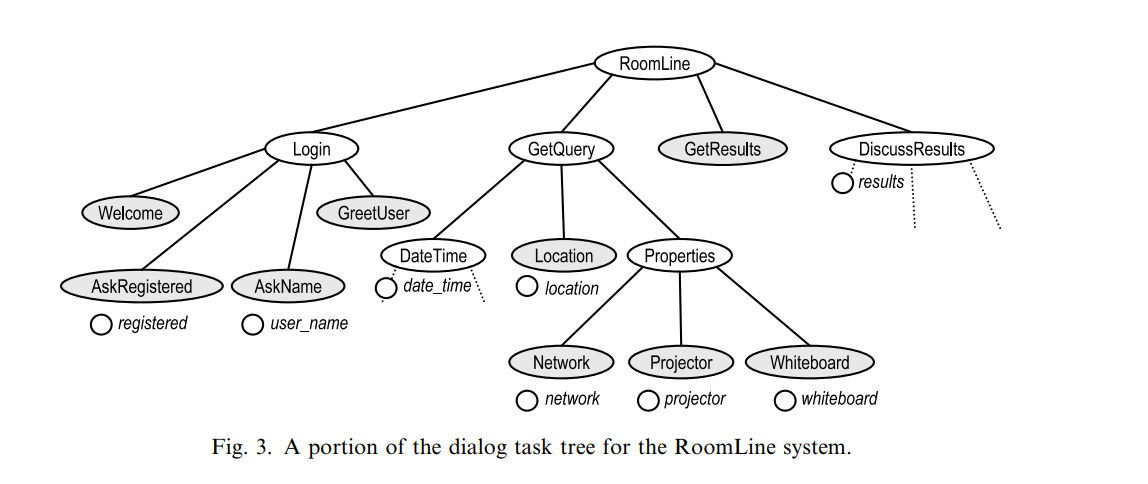 RoomLine
Login
GetQuery
GetResults
DiscussResults
results
Welcome
GreetUser
DateTime
Location
Properties
AskRegistered
AskName
date_time
location
registered
user_name
Network
Projector
Whiteboard
network
projector
whiteboard
Fig. 3. A portion of the dialog task tree for the RoomLine system.